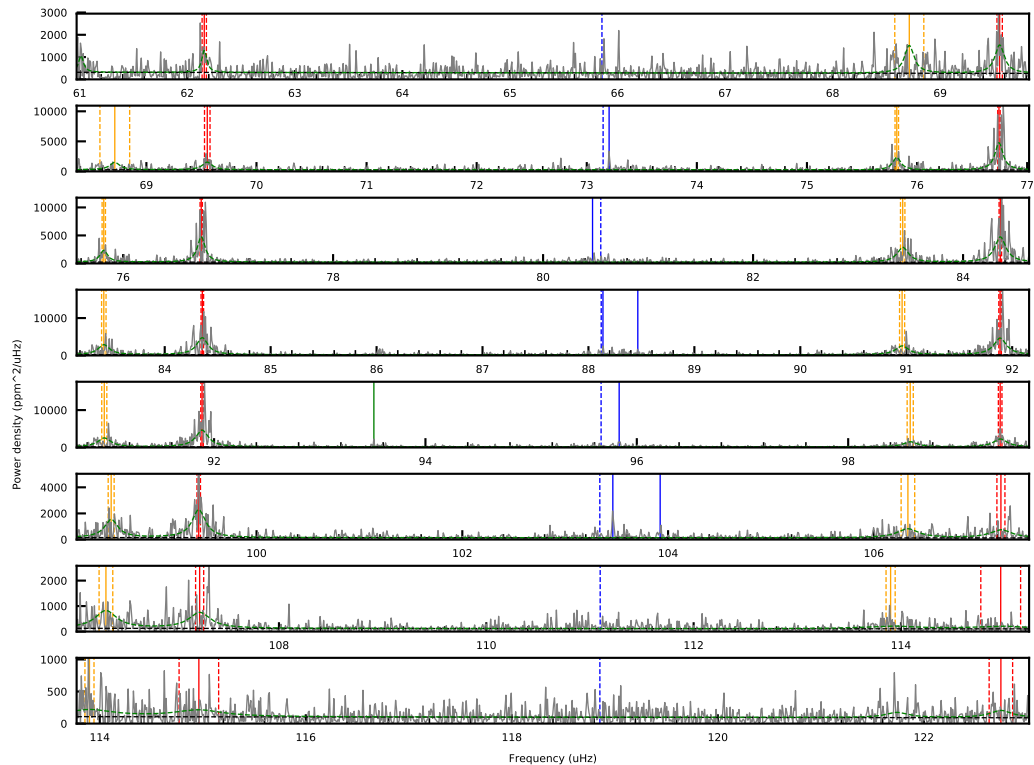 3000
2000
1000
0
61 62 63 64 65 66 67 68 69
10000
5000
0
69 70 71 72 73 74 75 76 77
10000
5000
0
76 78 80 82 84
10000
0
84 85 86 87 88 89 90 91 92
10000
0
92 94 96 98
4000
2000
0
100 102 104 106
2000
1000
0
108 110 112 114
1000
500
0
114 116 118 120 122
Power density (ppm^2/uHz)
Frequency (uHz)